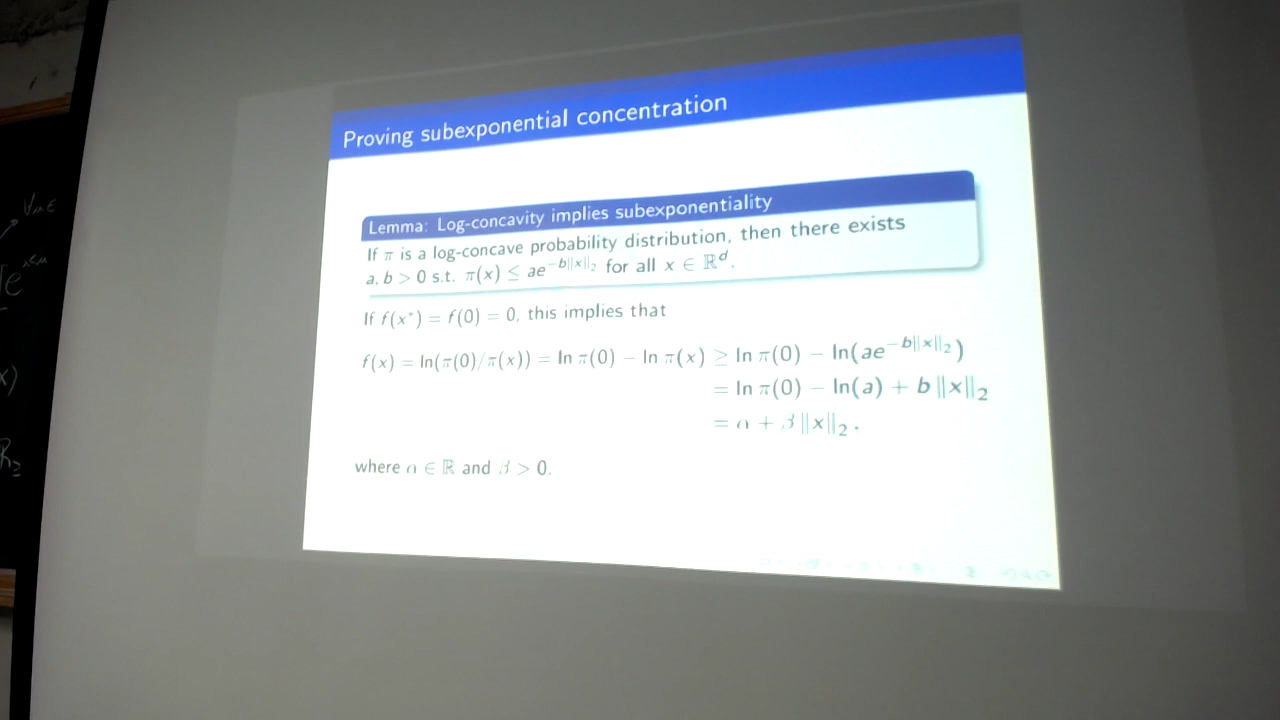 Proving subexponential concentration
Lemma: Log-concavity implies subexponentiality
If π is a log-concave probability distribution, then there exists
a, b > 0 s.t. π(x) ≤ ae^{−b‖x‖₂} for all x ∈ ℝ^d.
If f(x*) = f(0) = 0, this implies that
f(x) = ln(π(0)/π(x)) = ln π(0) − ln π(x) ≥ ln π(0) − ln(ae^{−b‖x‖₂})
= ln π(0) − ln(a) + b ‖x‖₂
= α + β ‖x‖₂.
where α ∈ ℝ and β > 0.